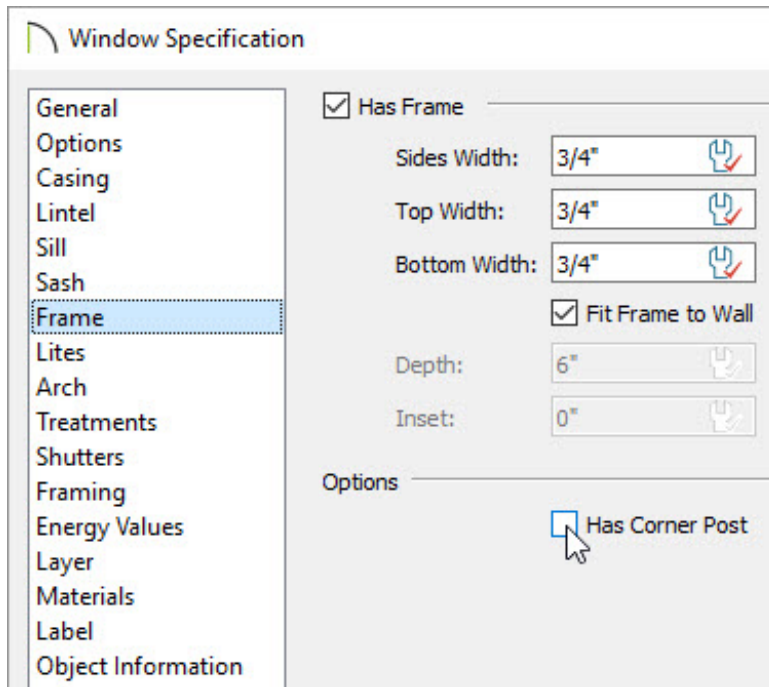 Window Specification
General
Options
Casing
Lintel
Sill
Sash
Frame
Lites
Arch
Treatments
Shutters
Framing
Energy Values
Layer
Materials
Label
Object Information
Has Frame
Sides Width: 3/4"
Top Width: 3/4"
Bottom Width: 3/4"
Fit Frame to Wall
Depth: 6"
Inset: 0"
Options
Has Corner Post